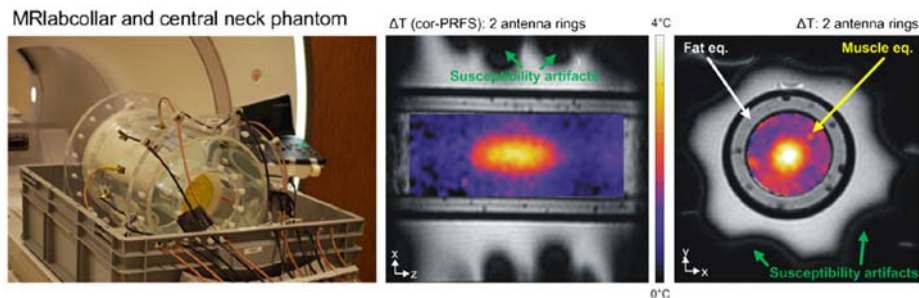 MRlabcollar and central neck phantom
ΔT (cor-PRFS): 2 antenna rings
4°C
ΔT: 2 antenna rings
Susceptibility artifacts
Fat eq.
Muscle eq.
x
z
0°C
y
x
Susceptibility artifacts